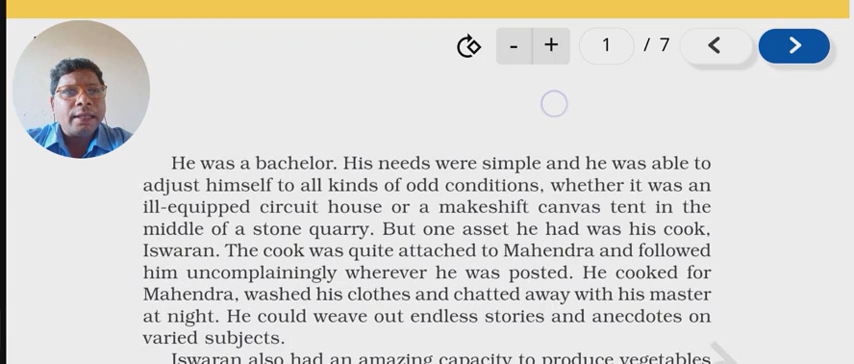 - + 1 / 7 < >
He was a bachelor. His needs were simple and he was able to
adjust himself to all kinds of odd conditions, whether it was an
ill-equipped circuit house or a makeshift canvas tent in the
middle of a stone quarry. But one asset he had was his cook,
Iswaran. The cook was quite attached to Mahendra and followed
him uncomplainingly wherever he was posted. He cooked for
Mahendra, washed his clothes and chatted away with his master
at night. He could weave out endless stories and anecdotes on
varied subjects.
Iswaran also had an amazing capacity to produce vegetables